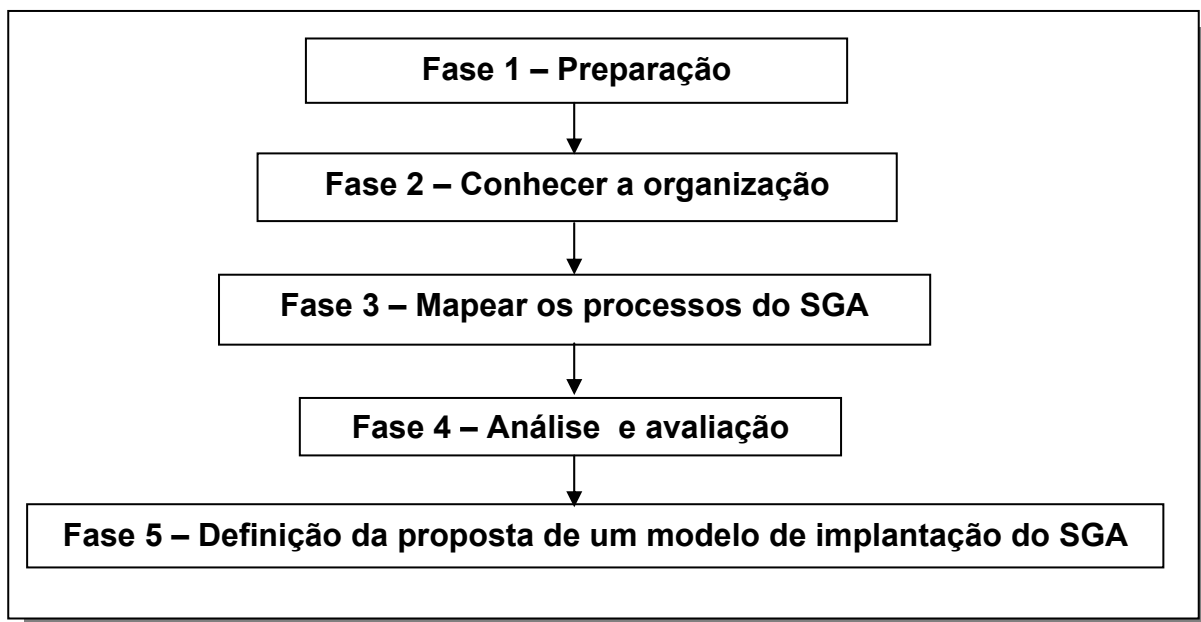 Fase 1 – Preparação
Fase 2 – Conhecer a organização
Fase 3 – Mapear os processos do SGA
Fase 4 – Análise e avaliação
Fase 5 – Definição da proposta de um modelo de implantação do SGA